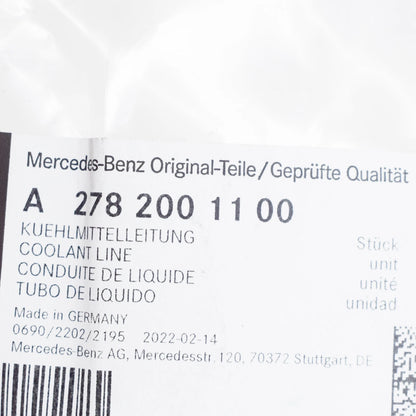 Mercedes-Benz Original-Teile/Geprüfte Qualität
A 278 200 11 00
KUEHLMITTELLEITUNG Stück
COOLANT LINE unit
CONDUITE DE LIQUIDE unité
TUBO DE LIQUIDO unidad
Made in GERMANY
0690/2202/2195 2022-02-14
Mercedes-Benz AG, Mercedesstr. 120, 70372 Stuttgart, DE